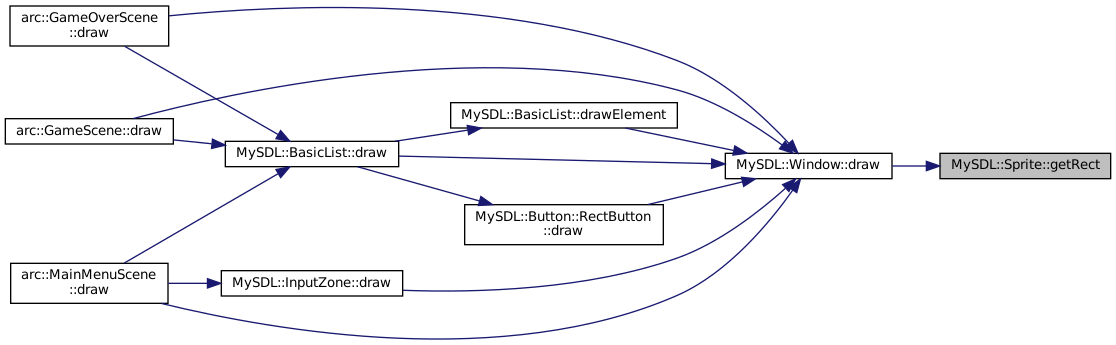 arc::GameOverScene
::draw
arc::GameScene::draw
MySDL::BasicList::drawElement
MySDL::BasicList::draw
MySDL::Window::draw
MySDL::Sprite::getRect
MySDL::Button::RectButton
::draw
arc::MainMenuScene
::draw
MySDL::InputZone::draw